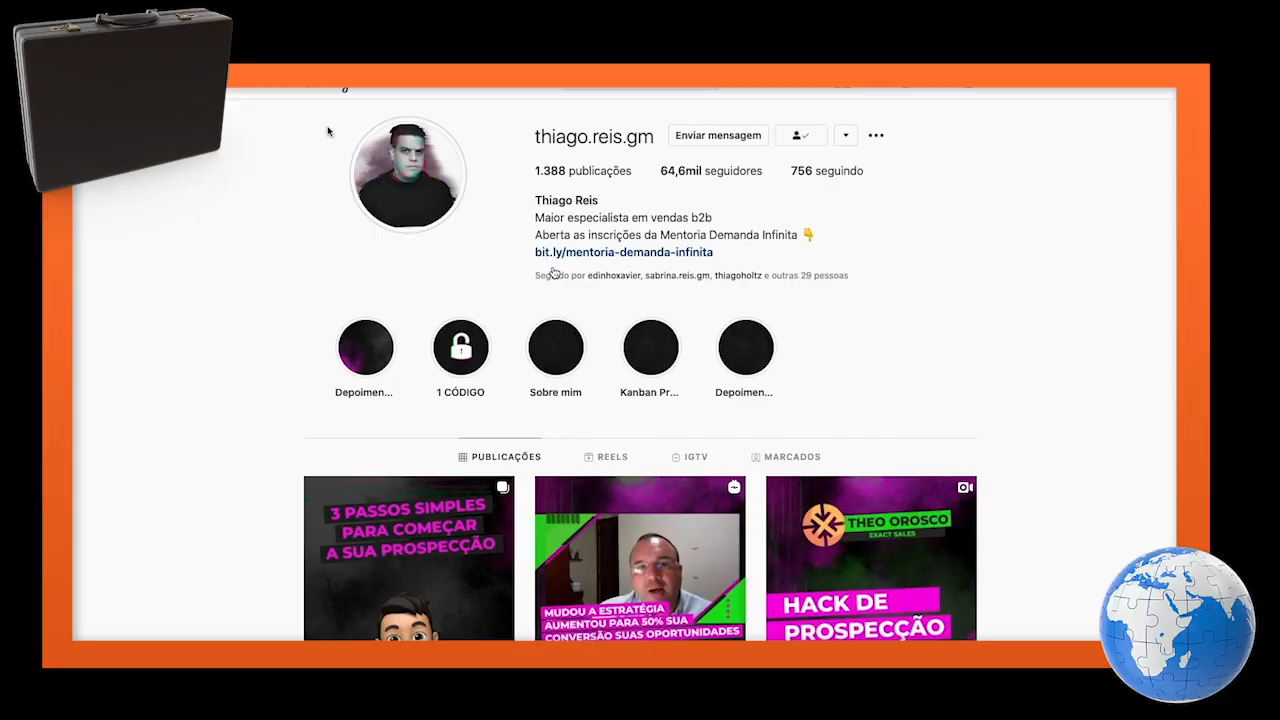 thiago.reis.gm Enviar mensagem
1.388 publicações 64,6mil seguidores 756 seguindo
Thiago Reis
Maior especialista em vendas b2b
Aberta as inscrições da Mentoria Demanda Infinita
bit.ly/mentoria-demanda-infinita
Seguido por edinhoxavier, sabrina.reis.gm, thiagoholtz e outras 29 pessoas
Depoimen... 1 CÓDIGO Sobre mim Kanban Pr... Depoimen...
PUBLICAÇÕES REELS IGTV MARCADOS
3 PASSOS SIMPLES
PARA COMEÇAR
A SUA PROSPECÇÃO
MUDOU A ESTRATÉGIA
AUMENTOU PARA 50% SUA
CONVERSÃO SUAS OPORTUNIDADES
THEO OROSCO
EXACT SALES
HACK DE
PROSPECÇÃO